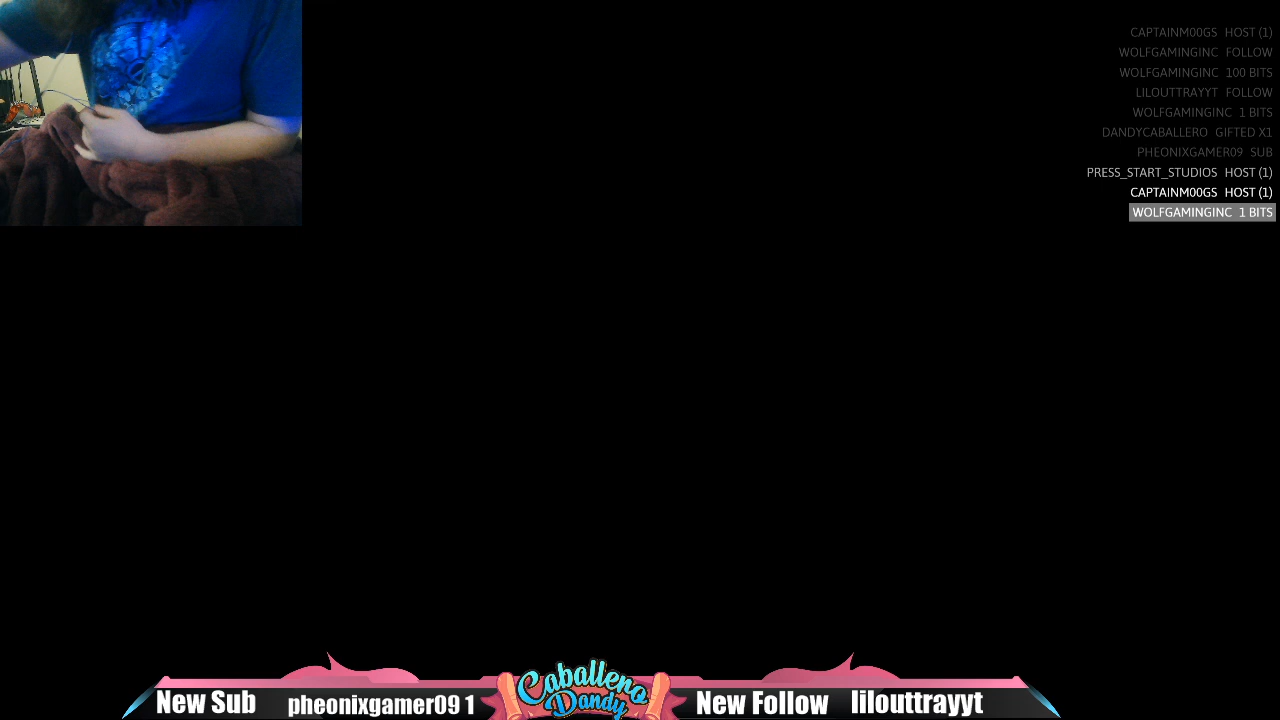 CAPTAINM00GS HOST (1)
WOLFGAMINGINC FOLLOW
WOLFGAMINGINC 100 BITS
LILOUTTRAYYT FOLLOW
WOLFGAMINGINC 1 BITS
DANDYCABALLERO GIFTED X1
PHEONIXGAMER09 SUB
PRESS_START_STUDIOS HOST (1)
CAPTAINM00GS HOST (1)
WOLFGAMINGINC 1 BITS
Caballero
Dandy
New Sub pheonixgamer09 1
New Follow lilouttrayyt